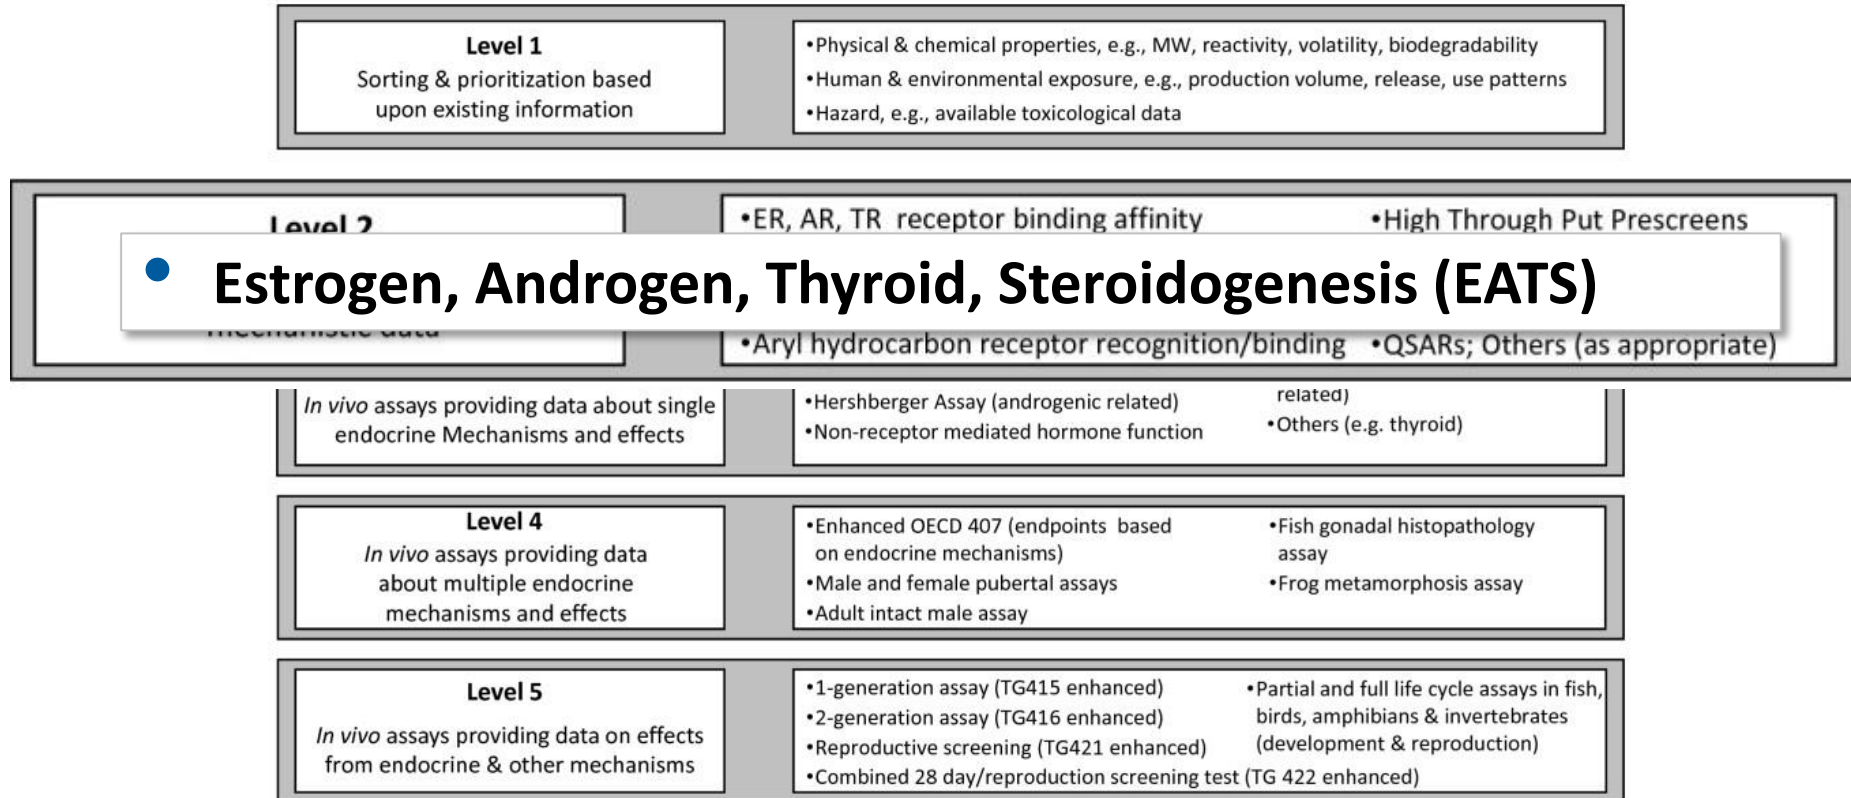 Level 1
Sorting & prioritization based
upon existing information
•Physical & chemical properties, e.g., MW, reactivity, volatility, biodegradability
•Human & environmental exposure, e.g., production volume, release, use patterns
•Hazard, e.g., available toxicological data
Level 2
mechanistic data
•ER, AR, TR receptor binding affinity
•High Through Put Prescreens
• Estrogen, Androgen, Thyroid, Steroidogenesis (EATS)
•Aryl hydrocarbon receptor recognition/binding
•QSARs; Others (as appropriate)
In vivo assays providing data about single
endocrine Mechanisms and effects
•Hershberger Assay (androgenic related)
•Non-receptor mediated hormone function
related)
•Others (e.g. thyroid)
Level 4
In vivo assays providing data
about multiple endocrine
mechanisms and effects
•Enhanced OECD 407 (endpoints based
on endocrine mechanisms)
•Male and female pubertal assays
•Adult intact male assay
•Fish gonadal histopathology
assay
•Frog metamorphosis assay
Level 5
In vivo assays providing data on effects
from endocrine & other mechanisms
•1-generation assay (TG415 enhanced)
•2-generation assay (TG416 enhanced)
•Reproductive screening (TG421 enhanced)
•Combined 28 day/reproduction screening test (TG 422 enhanced)
•Partial and full life cycle assays in fish,
birds, amphibians & invertebrates
(development & reproduction)